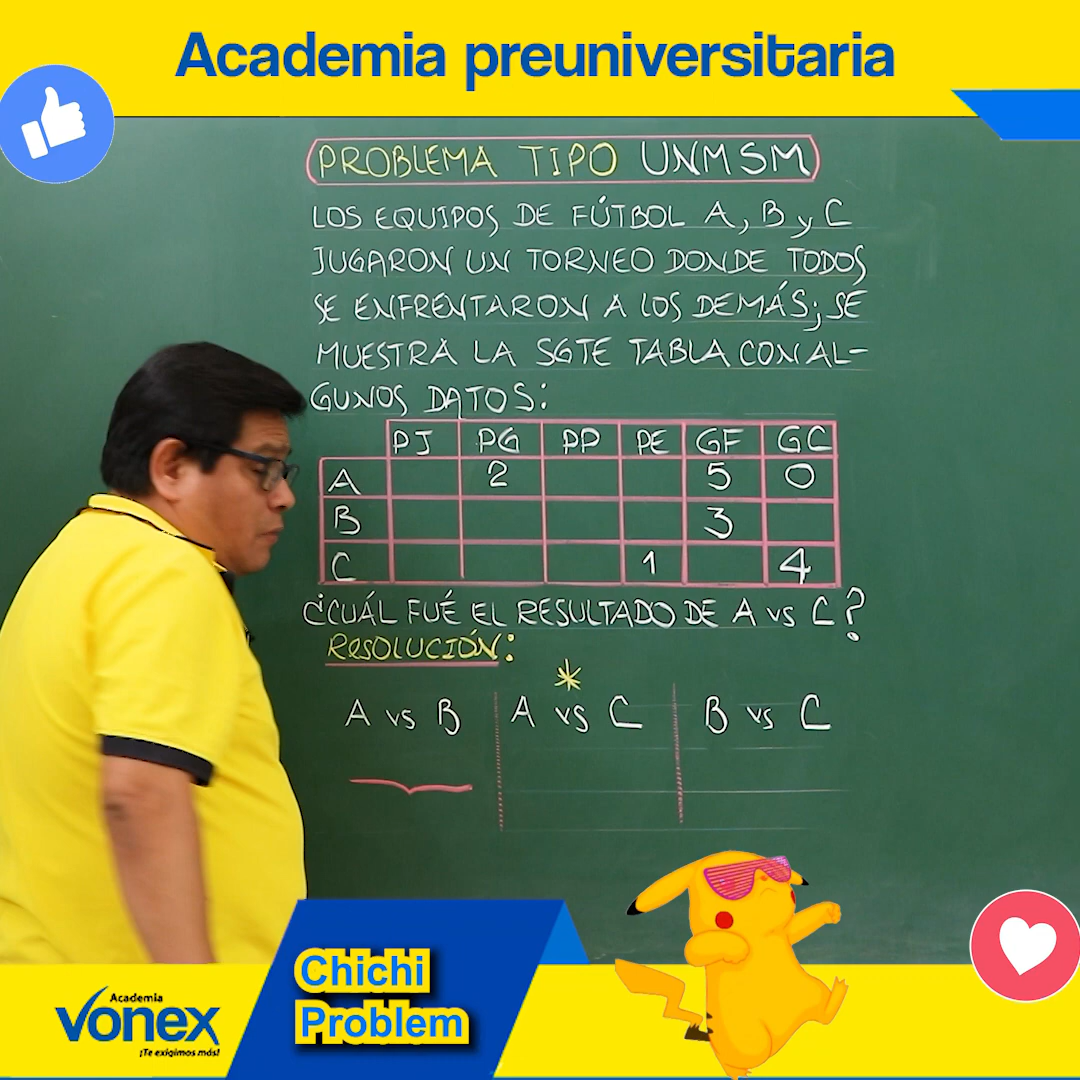 Academia preuniversitaria
PROBLEMA TIPO UNMSM
LOS EQUIPOS DE FÚTBOL A, B y C
JUGARON UN TORNEO DONDE TODOS
SE ENFRENTARON A LOS DEMÁS; SE
MUESTRA LA SGTE TABLA CON AL-
GUNOS DATOS:
PJ PG PP PE GF GC
A 2 5 0
B 3
C 1 4
¿CUÁL FUÉ EL RESULTADO DE A vs C?
RESOLUCIÓN:
*
A vs B A vs C B vs C
Chichi
Problem
Academia
vonex
¡Te exigimos más!